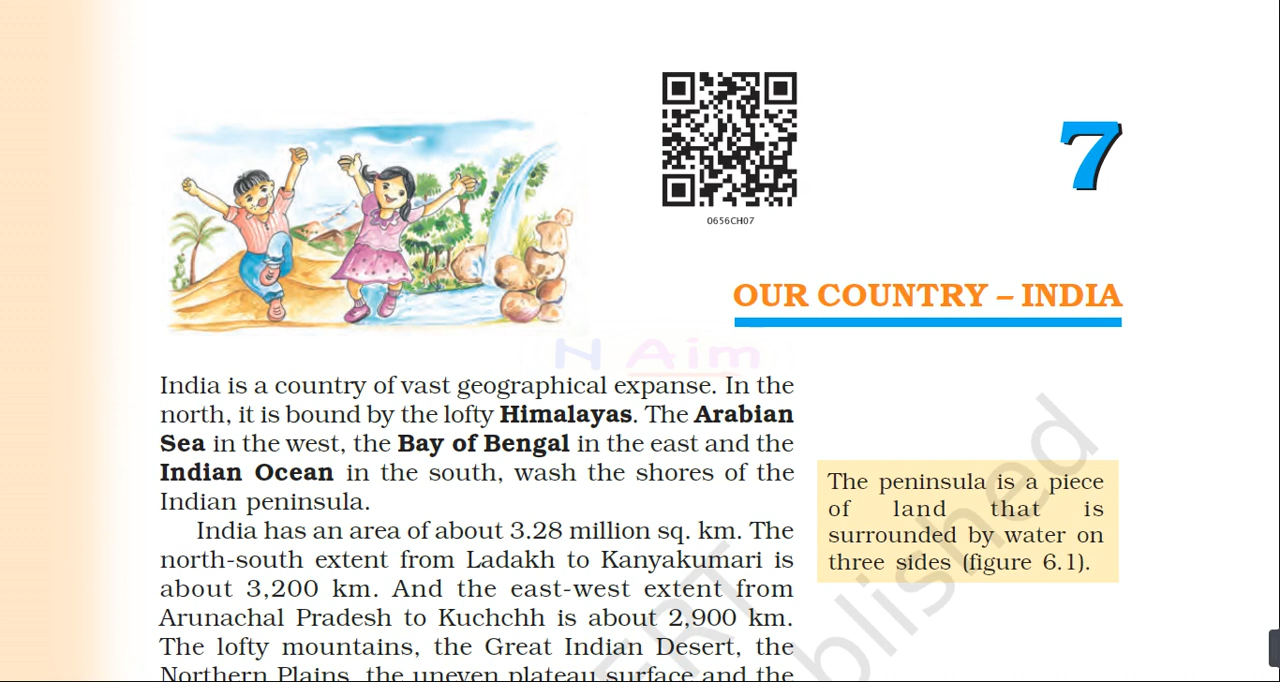 0656CH07
7
OUR COUNTRY – INDIA
N Aim
India is a country of vast geographical expanse. In the
north, it is bound by the lofty Himalayas. The Arabian
Sea in the west, the Bay of Bengal in the east and the
Indian Ocean in the south, wash the shores of the
Indian peninsula.
India has an area of about 3.28 million sq. km. The
north-south extent from Ladakh to Kanyakumari is
about 3,200 km. And the east-west extent from
Arunachal Pradesh to Kuchchh is about 2,900 km.
The lofty mountains, the Great Indian Desert, the
Northern Plains, the uneven plateau surface and the
The peninsula is a piece
of land that is
surrounded by water on
three sides (figure 6.1).